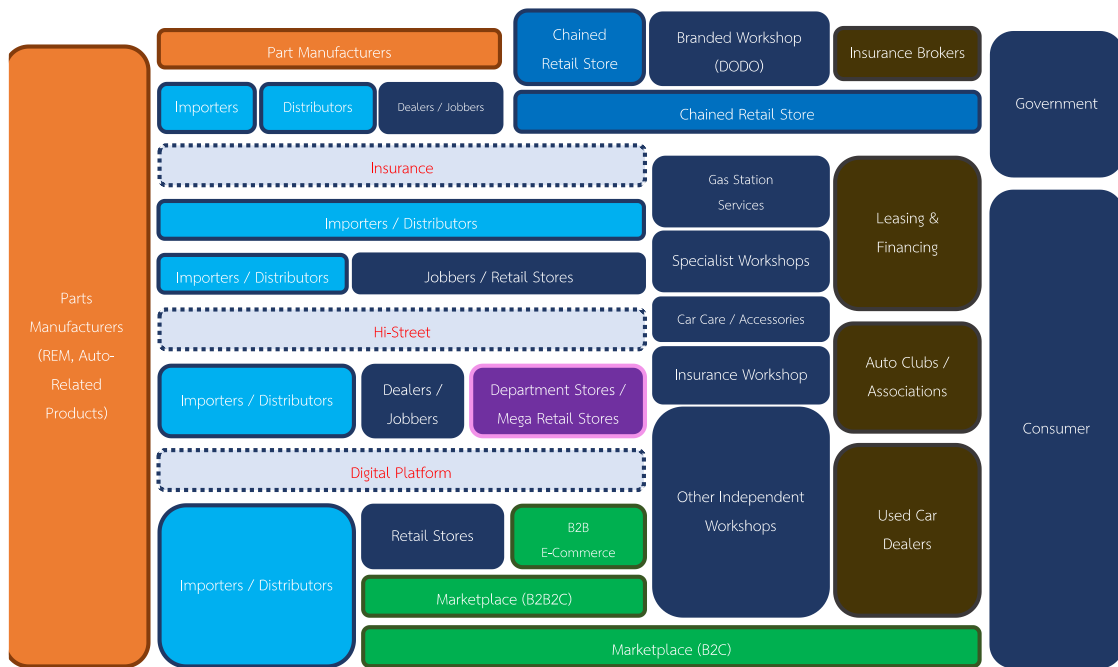 Part Manufacturers
Chained
Retail Store
Branded Workshop
(DODO)
Insurance Brokers
Government
Importers
Distributors
Dealers / Jobbers
Chained Retail Store
Insurance
Gas Station
Services
Leasing &
Financing
Importers / Distributors
Specialist Workshops
Importers / Distributors
Jobbers / Retail Stores
Parts
Manufacturers
(REM, Auto-
Related
Products)
Hi-Street
Car Care / Accessories
Auto Clubs /
Associations
Insurance Workshop
Importers / Distributors
Dealers /
Jobbers
Department Stores /
Mega Retail Stores
Consumer
Digital Platform
Other Independent
Workshops
Used Car
Dealers
Retail Stores
B2B
E-Commerce
Importers / Distributors
Marketplace (B2B2C)
Marketplace (B2C)